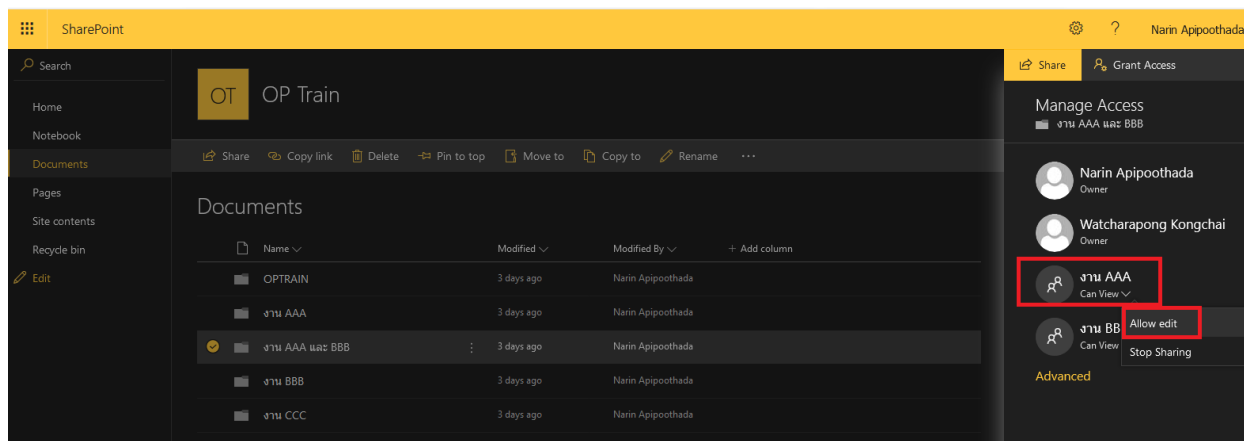 SharePoint
? Narin Apipoothada
Search
Home
Notebook
Documents
Pages
Site contents
Recycle bin
Edit
OT OP Train
Share Copy link Delete Pin to top Move to Copy to Rename ...
Documents
Name Modified Modified By + Add column
OPTRAIN 3 days ago Narin Apipoothada
งาน AAA 3 days ago Narin Apipoothada
งาน AAA และ BBB 3 days ago Narin Apipoothada
งาน BBB 3 days ago Narin Apipoothada
งาน CCC 3 days ago Narin Apipoothada
Share Grant Access
Manage Access
งาน AAA และ BBB
Narin Apipoothada
Owner
Watcharapong Kongchai
Owner
งาน AAA
Can View
Allow edit
Stop Sharing
งาน BB
Can View
Advanced